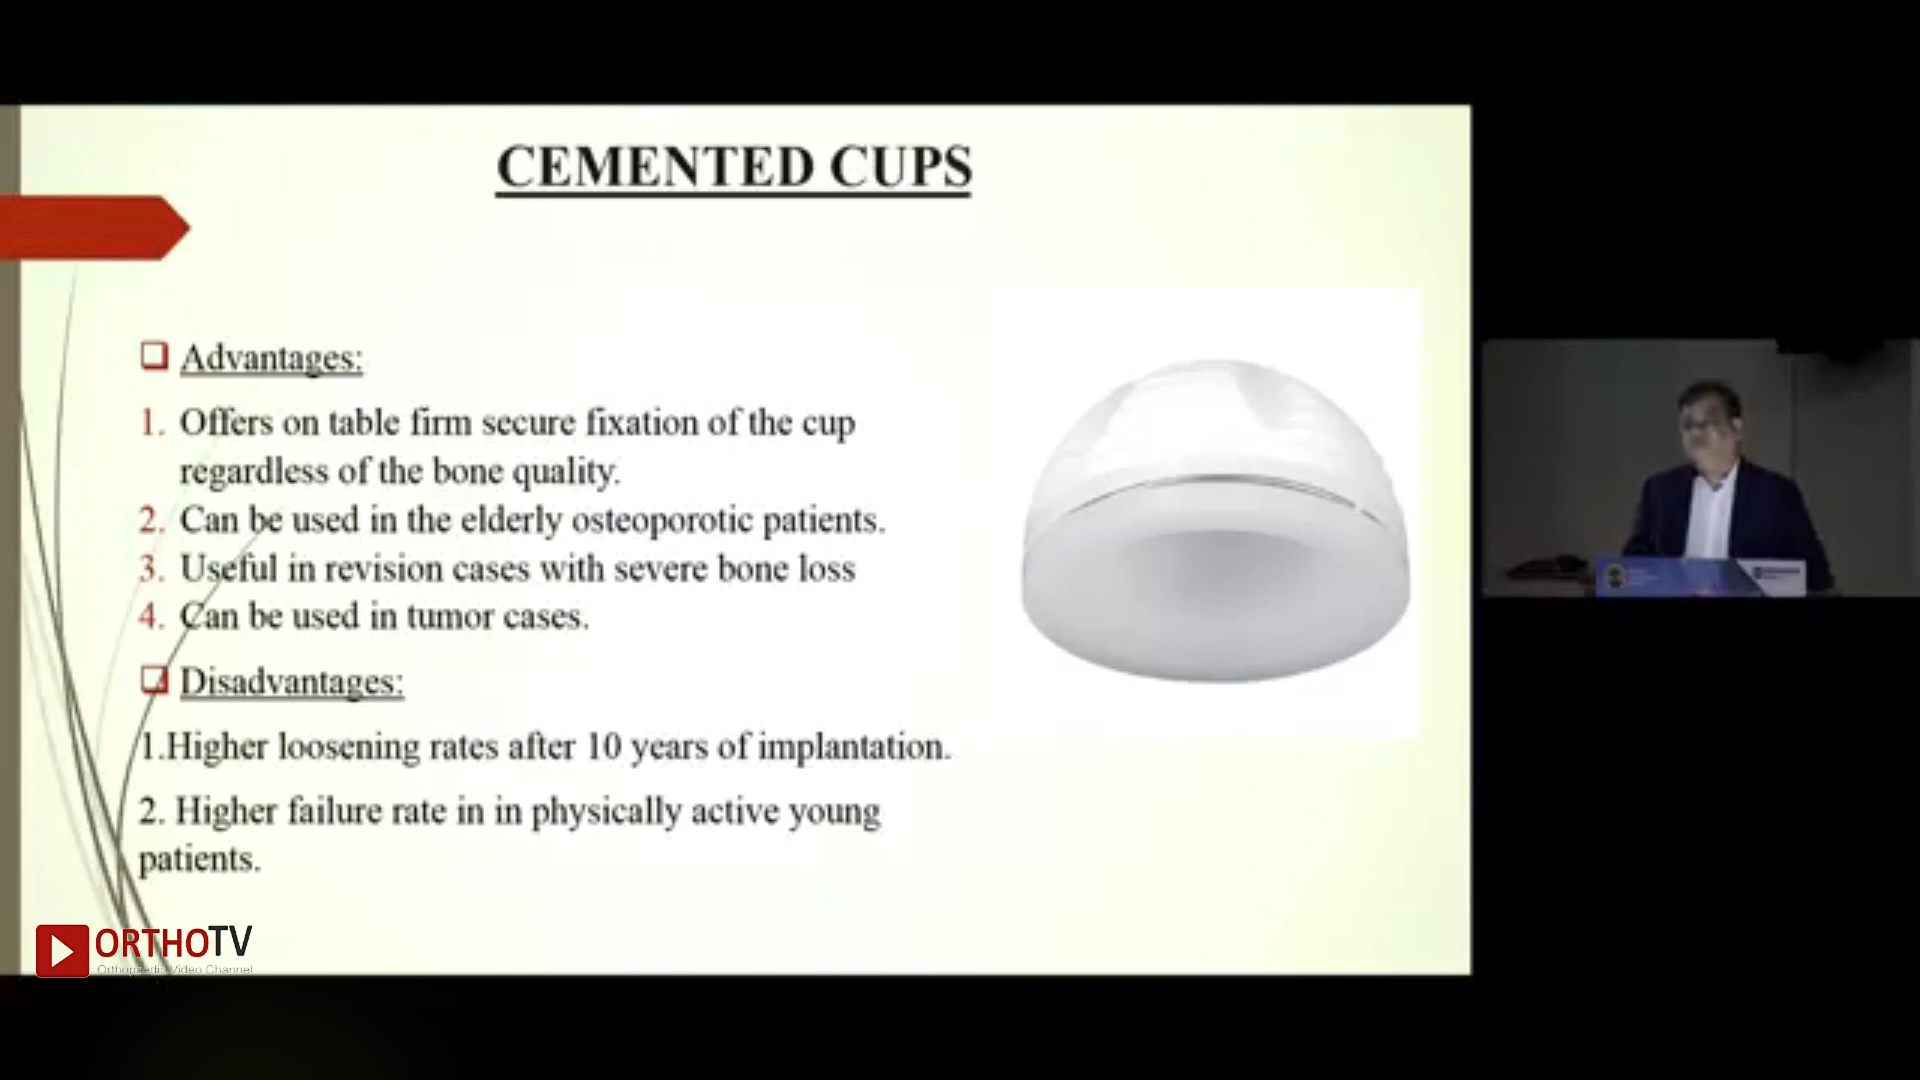 CEMENTED CUPS
Advantages:
1. Offers on table firm secure fixation of the cup
regardless of the bone quality.
2. Can be used in the elderly osteoporotic patients.
3. Useful in revision cases with severe bone loss
4. Can be used in tumor cases.
Disadvantages:
1.Higher loosening rates after 10 years of implantation.
2. Higher failure rate in in physically active young
patients.
ORTHOTV
Orthopaedic Video Channel